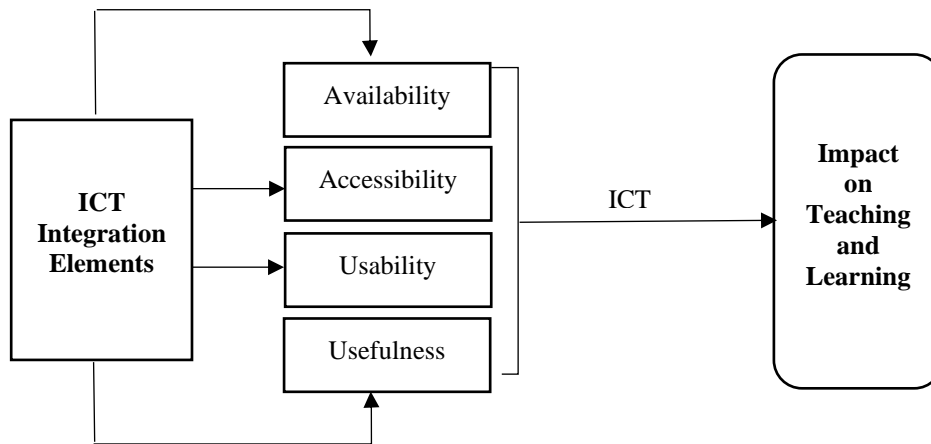 ICT
Integration
Elements
Availability
Accessibility
Usability
Usefulness
ICT
Impact
on
Teaching
and
Learning